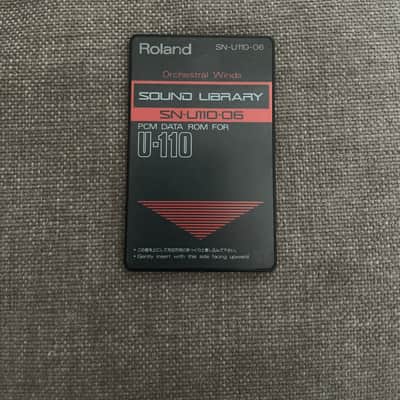 Roland SN-U110-06
Orchestral Winds
SOUND LIBRARY
SN-U110-06
PCM DATA ROM FOR
U-110
• Gently insert with this side facing upward.